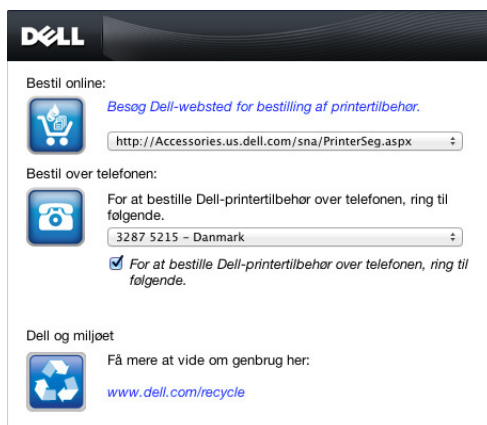 DELL
Bestil online:
Besøg Dell-websted for bestilling af printertilbehør.
http://Accessories.us.dell.com/sna/PrinterSeg.aspx
Bestil over telefonen:
For at bestille Dell-printertilbehør over telefonen, ring til
følgende.
3287 5215 – Danmark
For at bestille Dell-printertilbehør over telefonen, ring til
følgende.
Dell og miljøet
Få mere at vide om genbrug her:
www.dell.com/recycle